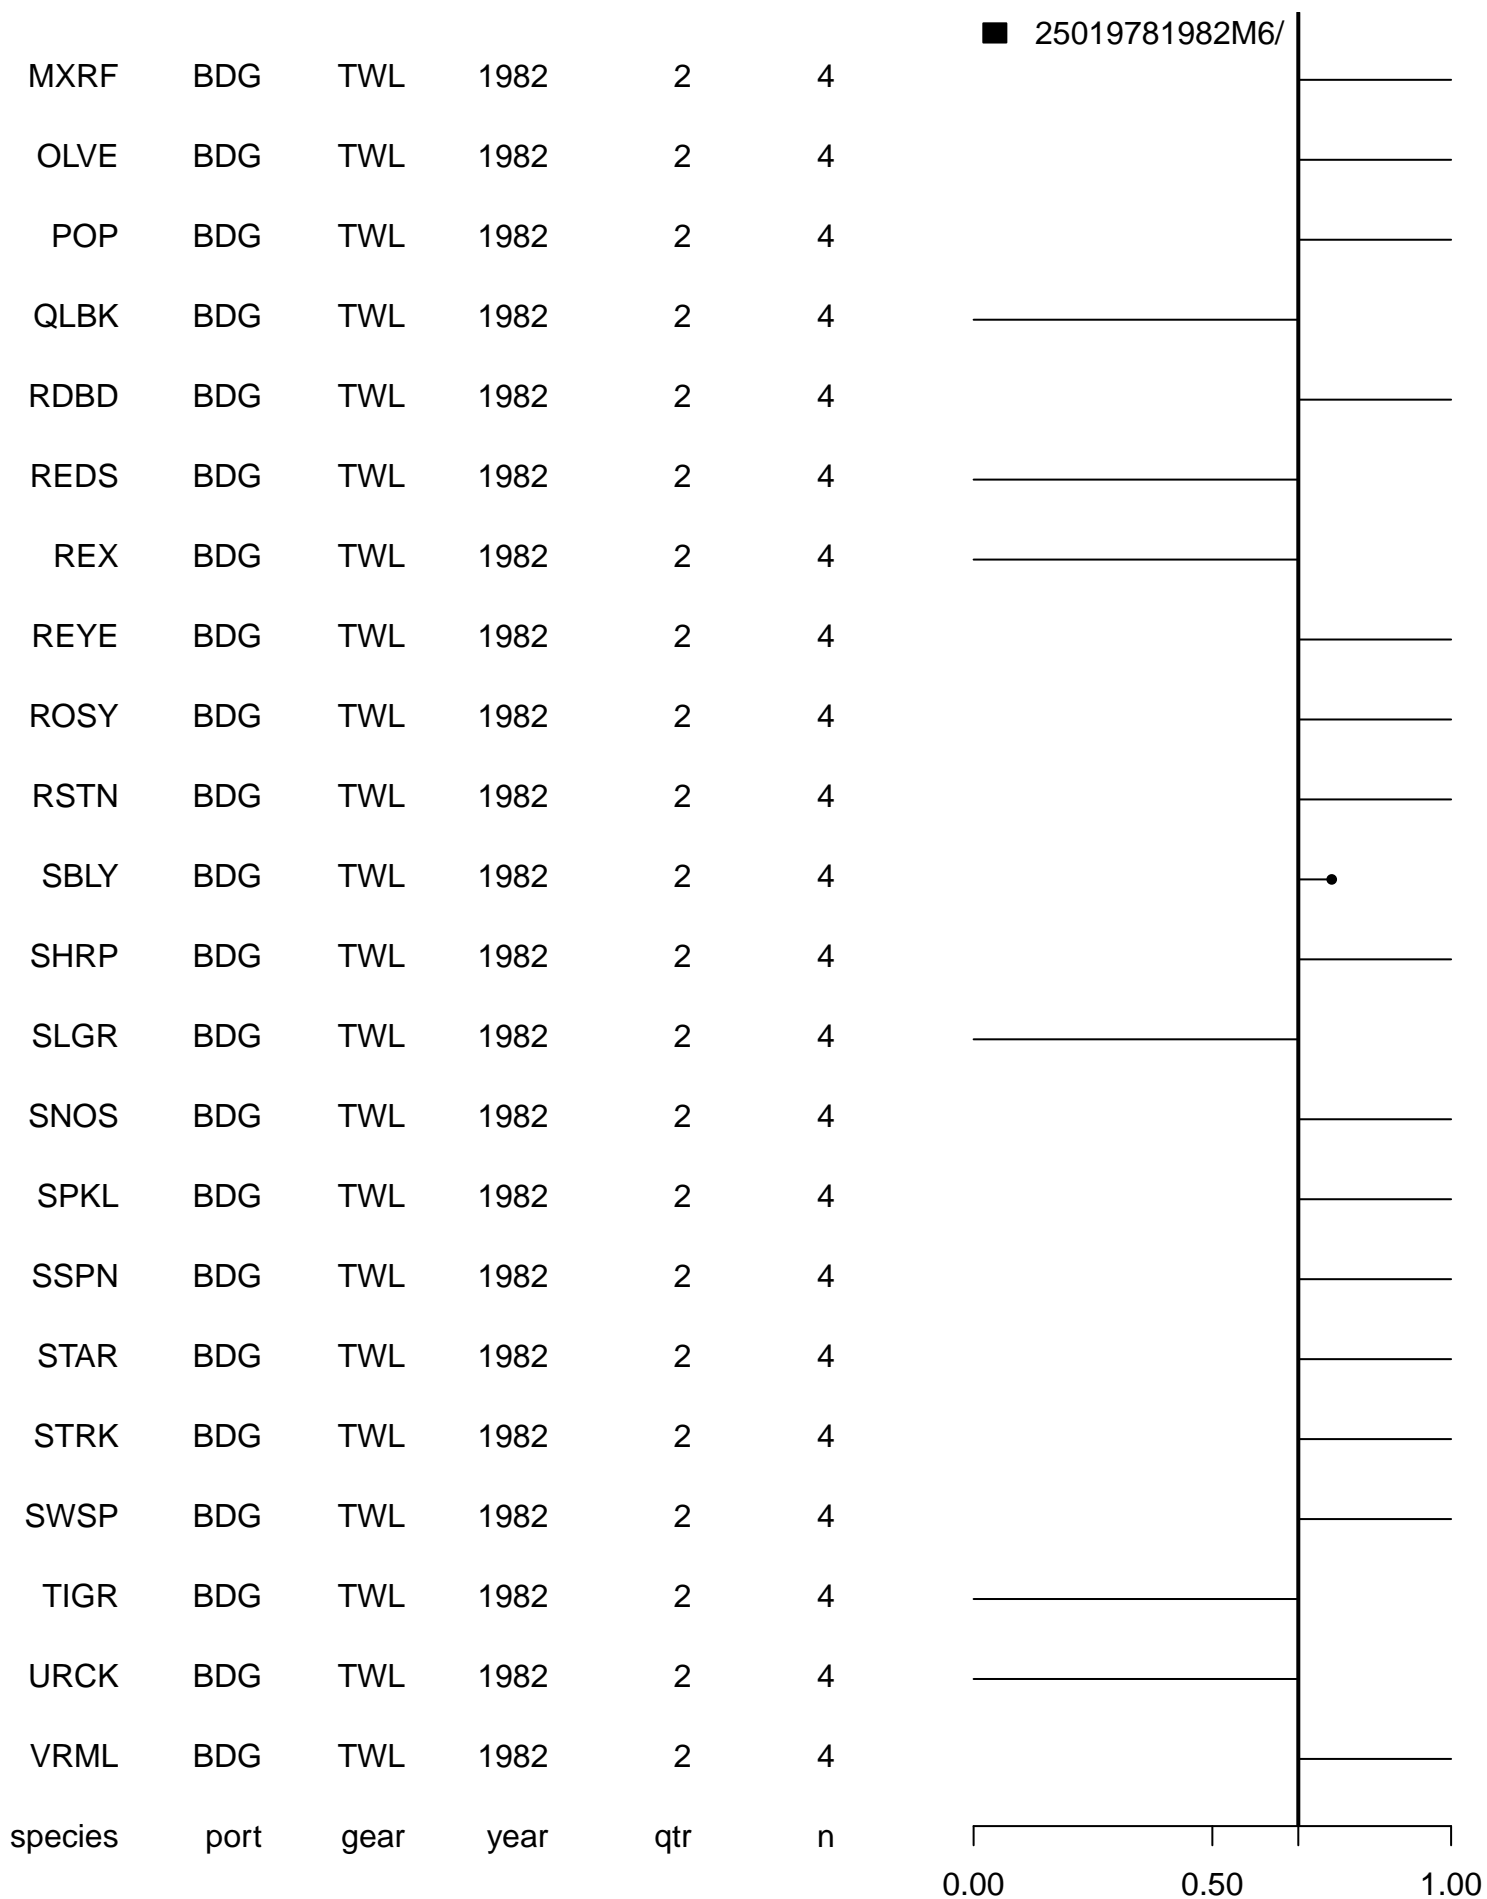 25019781982M6/
MXRF BDG TWL 1982 2 4
OLVE BDG TWL 1982 2 4
POP BDG TWL 1982 2 4
QLBK BDG TWL 1982 2 4
RDBD BDG TWL 1982 2 4
REDS BDG TWL 1982 2 4
REX BDG TWL 1982 2 4
REYE BDG TWL 1982 2 4
ROSY BDG TWL 1982 2 4
RSTN BDG TWL 1982 2 4
SBLY BDG TWL 1982 2 4
SHRP BDG TWL 1982 2 4
SLGR BDG TWL 1982 2 4
SNOS BDG TWL 1982 2 4
SPKL BDG TWL 1982 2 4
SSPN BDG TWL 1982 2 4
STAR BDG TWL 1982 2 4
STRK BDG TWL 1982 2 4
SWSP BDG TWL 1982 2 4
TIGR BDG TWL 1982 2 4
URCK BDG TWL 1982 2 4
VRML BDG TWL 1982 2 4
species port gear year qtr n
0.00 0.50 1.00